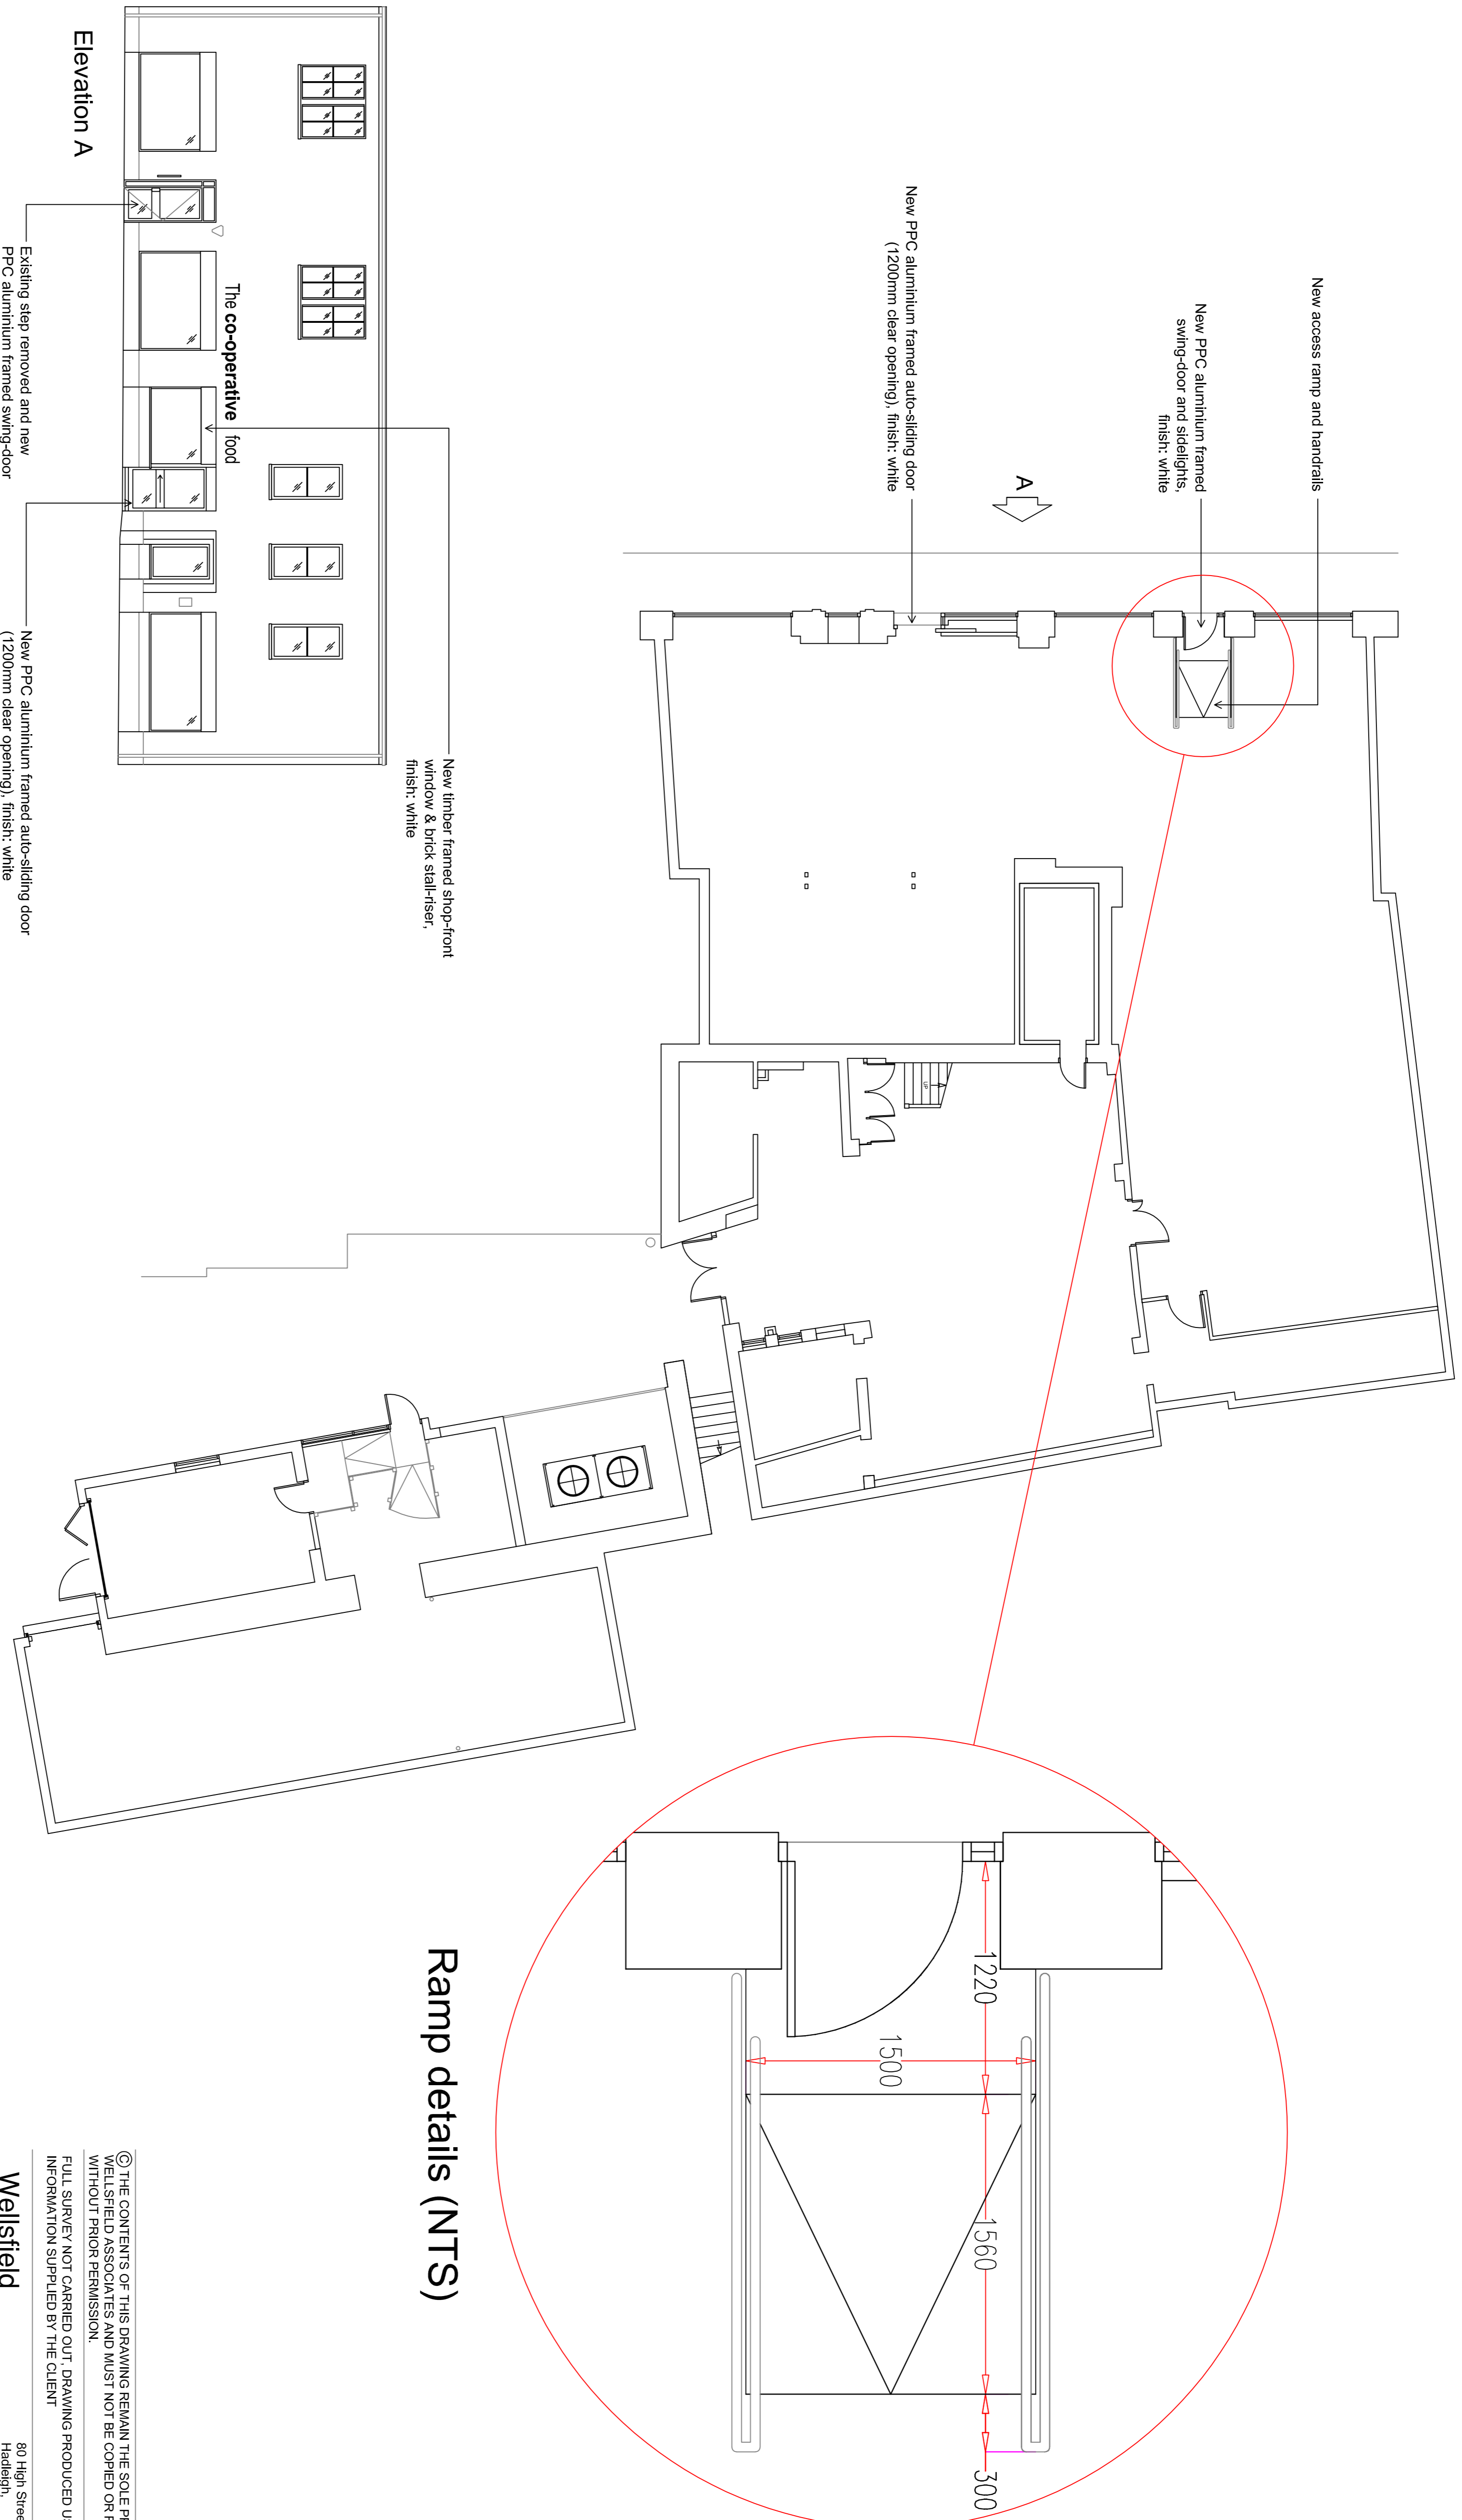 New access ramp and handrails
New PPC aluminium framed
swing-door and sidelights,
finish: white
New PPC aluminium framed auto-sliding door
(1200mm clear opening), finish: white
A
UP
The co-operative food
New timber framed shop-front
window & brick stall-riser,
finish: white
Elevation A
Existing step removed and new
PPC aluminium framed swing-door
New PPC aluminium framed auto-sliding door
(1200mm clear opening), finish: white
1220
1500
1560
300
Ramp details (NTS)
© THE CONTENTS OF THIS DRAWING REMAIN THE SOLE
WELLSFIELD ASSOCIATES AND MUST NOT BE COPIED OR
WITHOUT PRIOR PERMISSION.
FULL SURVEY NOT CARRIED OUT, DRAWING PRODUCED
INFORMATION SUPPLIED BY THE CLIENT
Wellsfield
80 High
Hadleigh,